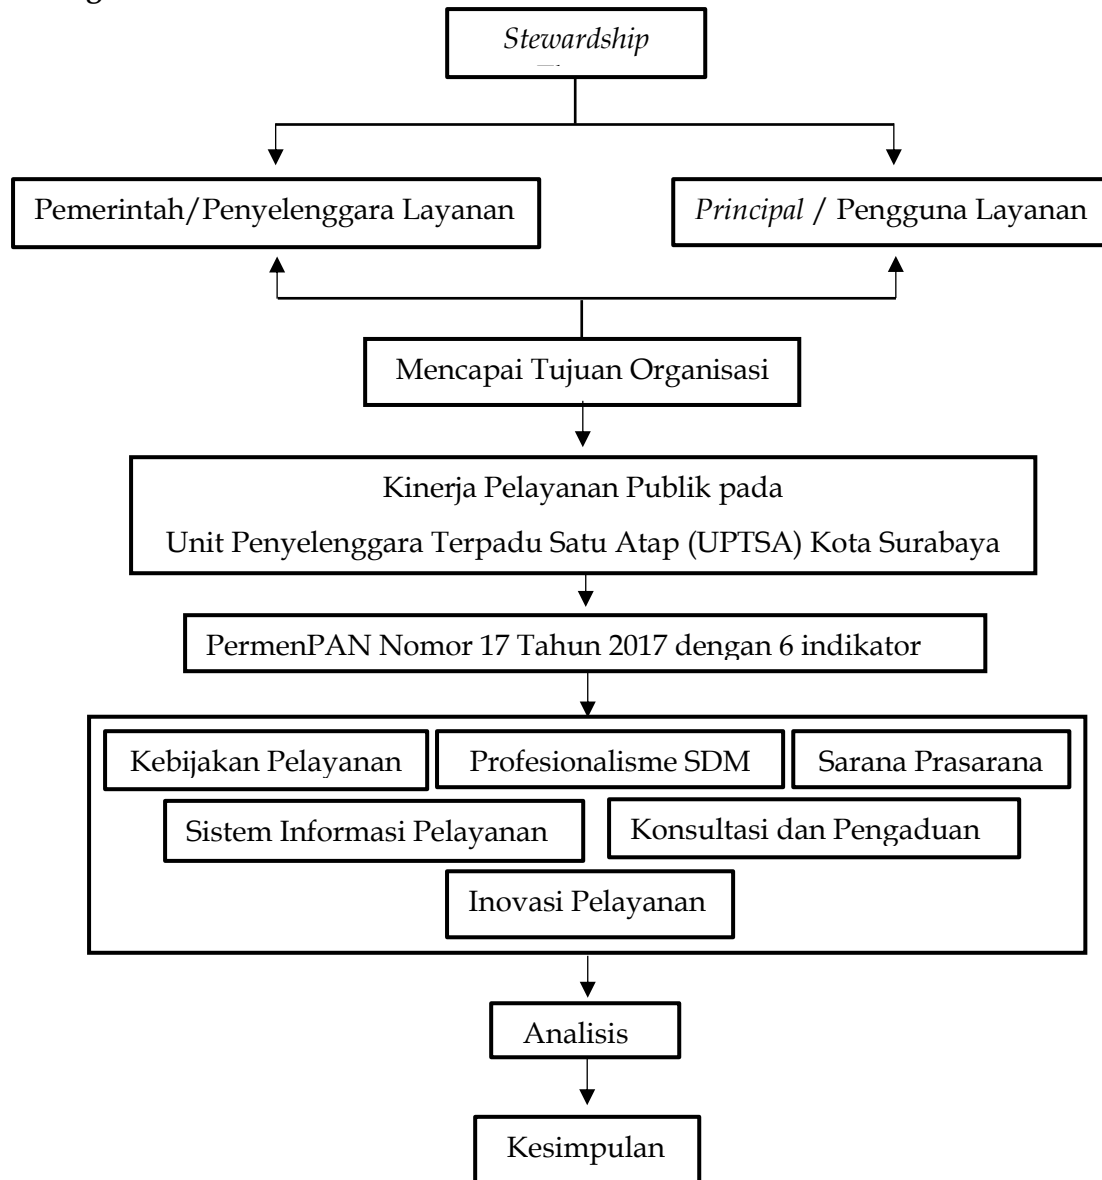 Stewardship
Pemerintah/Penyelenggara Layanan
Principal / Pengguna Layanan
Mencapai Tujuan Organisasi
Kinerja Pelayanan Publik pada
Unit Penyelenggara Terpadu Satu Atap (UPTSA) Kota Surabaya
PermenPAN Nomor 17 Tahun 2017 dengan 6 indikator
Kebijakan Pelayanan
Profesionalisme SDM
Sarana Prasarana
Sistem Informasi Pelayanan
Konsultasi dan Pengaduan
Inovasi Pelayanan
Analisis
Kesimpulan